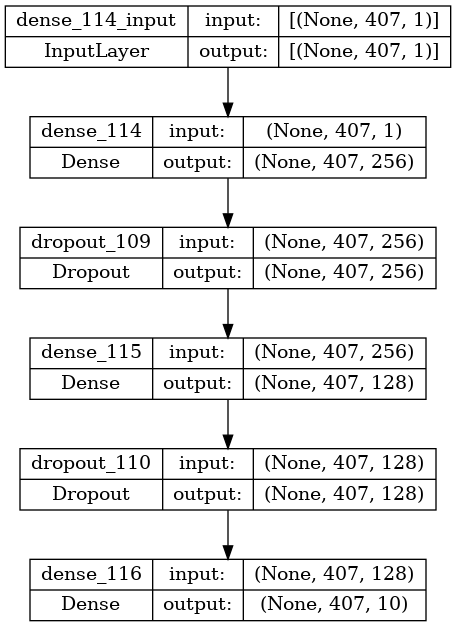 dense_114_input input: [(None, 407, 1)]
InputLayer output: [(None, 407, 1)]
dense_114 input: (None, 407, 1)
Dense output: (None, 407, 256)
dropout_109 input: (None, 407, 256)
Dropout output: (None, 407, 256)
dense_115 input: (None, 407, 256)
Dense output: (None, 407, 128)
dropout_110 input: (None, 407, 128)
Dropout output: (None, 407, 128)
dense_116 input: (None, 407, 128)
Dense output: (None, 407, 10)